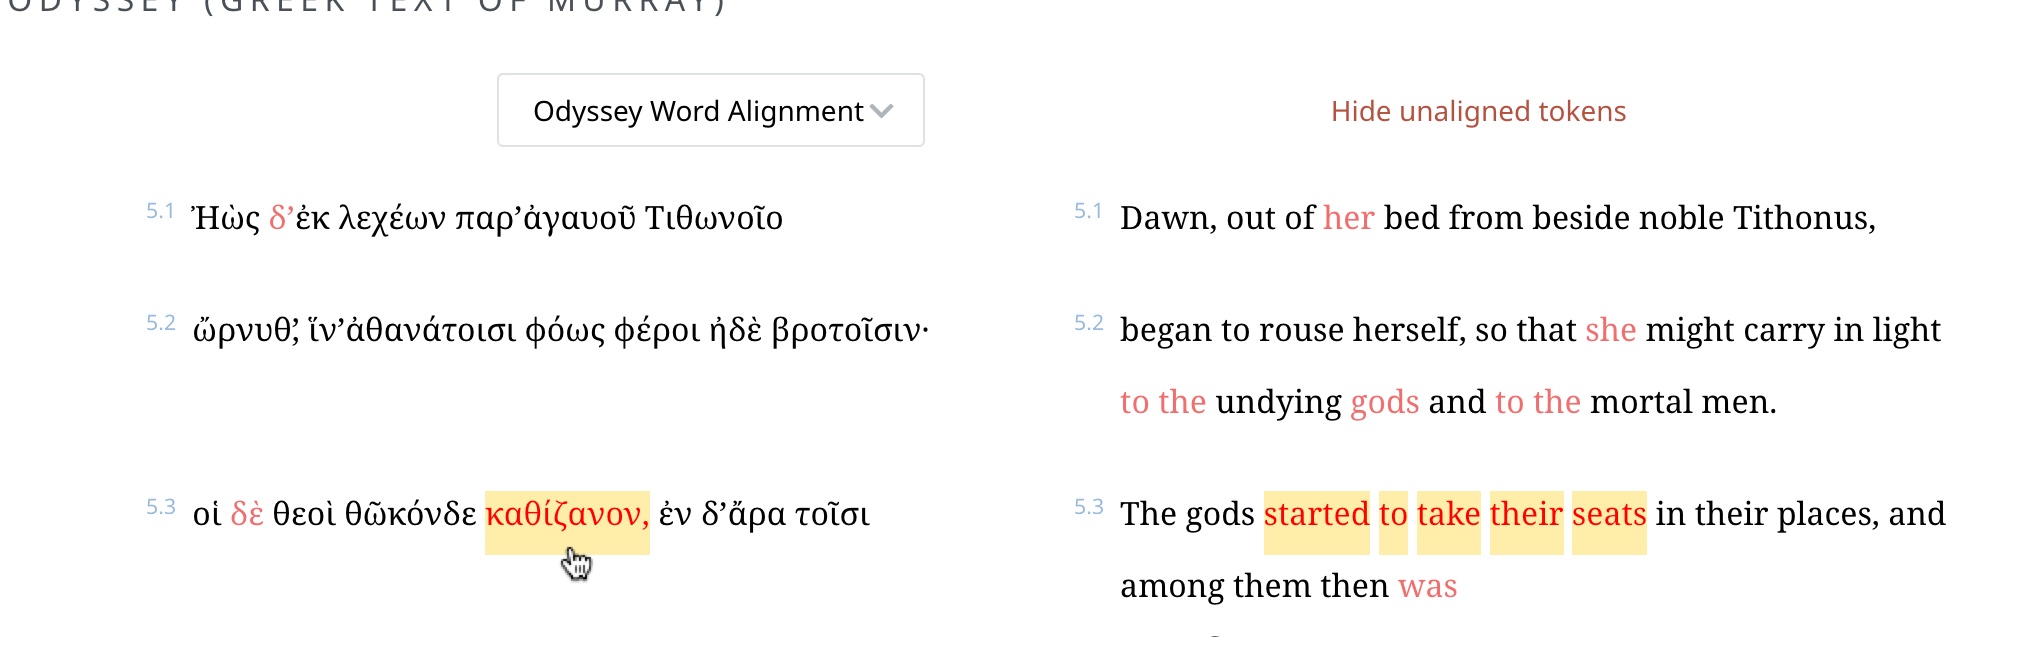 ODYSSEY (GREEK TEXT OF MURRAY)
Odyssey Word Alignment
Hide unaligned tokens
5.1 Ἠὼς δ’ἐκ λεχέων παρ’ἀγαυοῦ Τιθωνοῖο
5.2 ὤρνυθ’, ἵν’ἀθανάτοισι φόως φέροι ἠδὲ βροτοῖσιν·
5.3 οἱ δὲ θεοὶ θῶκόνδε καθίζανον, ἐν δ’ἄρα τοῖσι
5.1 Dawn, out of her bed from beside noble Tithonus,
5.2 began to rouse herself, so that she might carry in light
to the undying gods and to the mortal men.
5.3 The gods started to take their seats in their places, and
among them then was